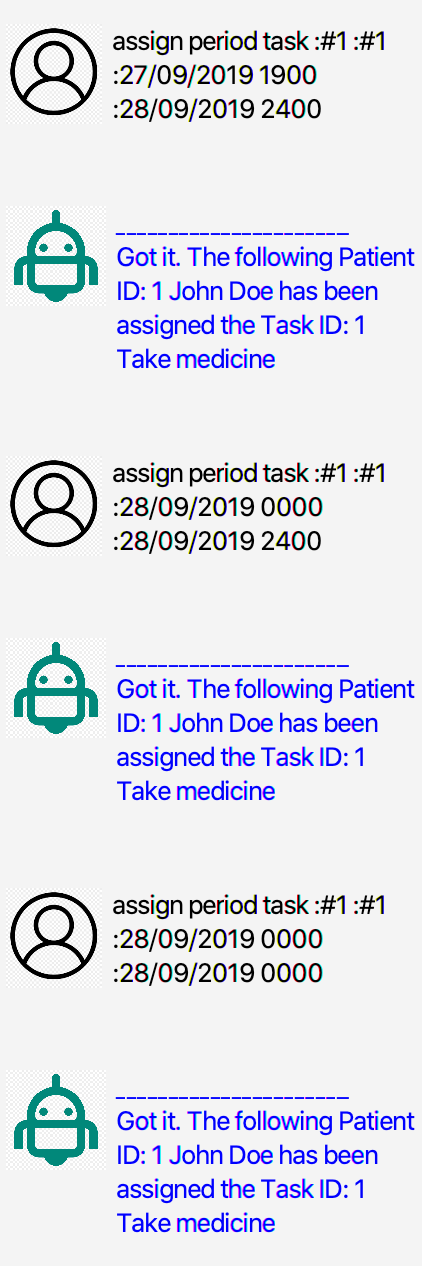 assign period task :#1 :#1
:27/09/2019 1900
:28/09/2019 2400
______________________
Got it. The following Patient
ID: 1 John Doe has been
assigned the Task ID: 1
Take medicine
assign period task :#1 :#1
:28/09/2019 0000
:28/09/2019 2400
______________________
Got it. The following Patient
ID: 1 John Doe has been
assigned the Task ID: 1
Take medicine
assign period task :#1 :#1
:28/09/2019 0000
:28/09/2019 0000
______________________
Got it. The following Patient
ID: 1 John Doe has been
assigned the Task ID: 1
Take medicine